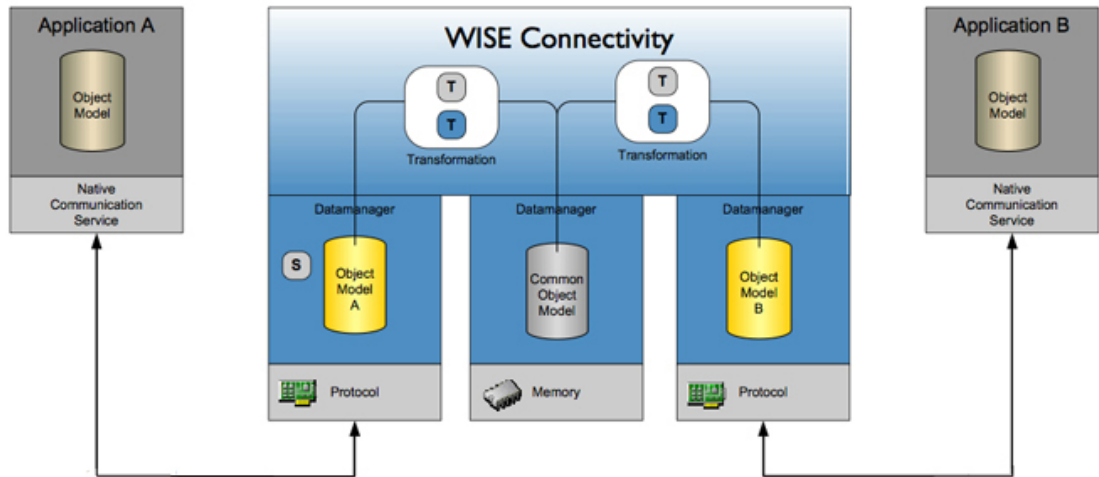 Application A
Object
Model
Native
Communication
Service
WISE Connectivity
T
T
Transformation
T
T
Transformation
Datamanager
S
Object
Model
A
Protocol
Datamanager
Common
Object
Model
Memory
Datamanager
Object
Model
B
Protocol
Application B
Object
Model
Native
Communication
Service